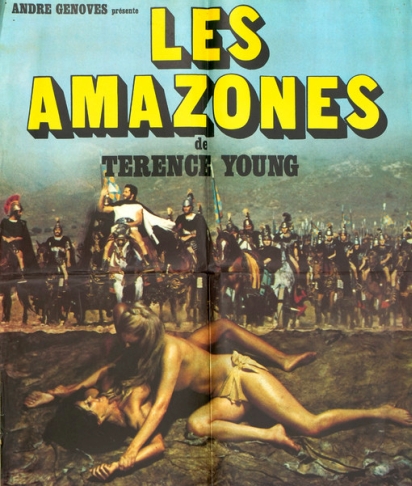 ANDRE GENOVES présente
LES
AMAZONES
de
TERENCE YOUNG